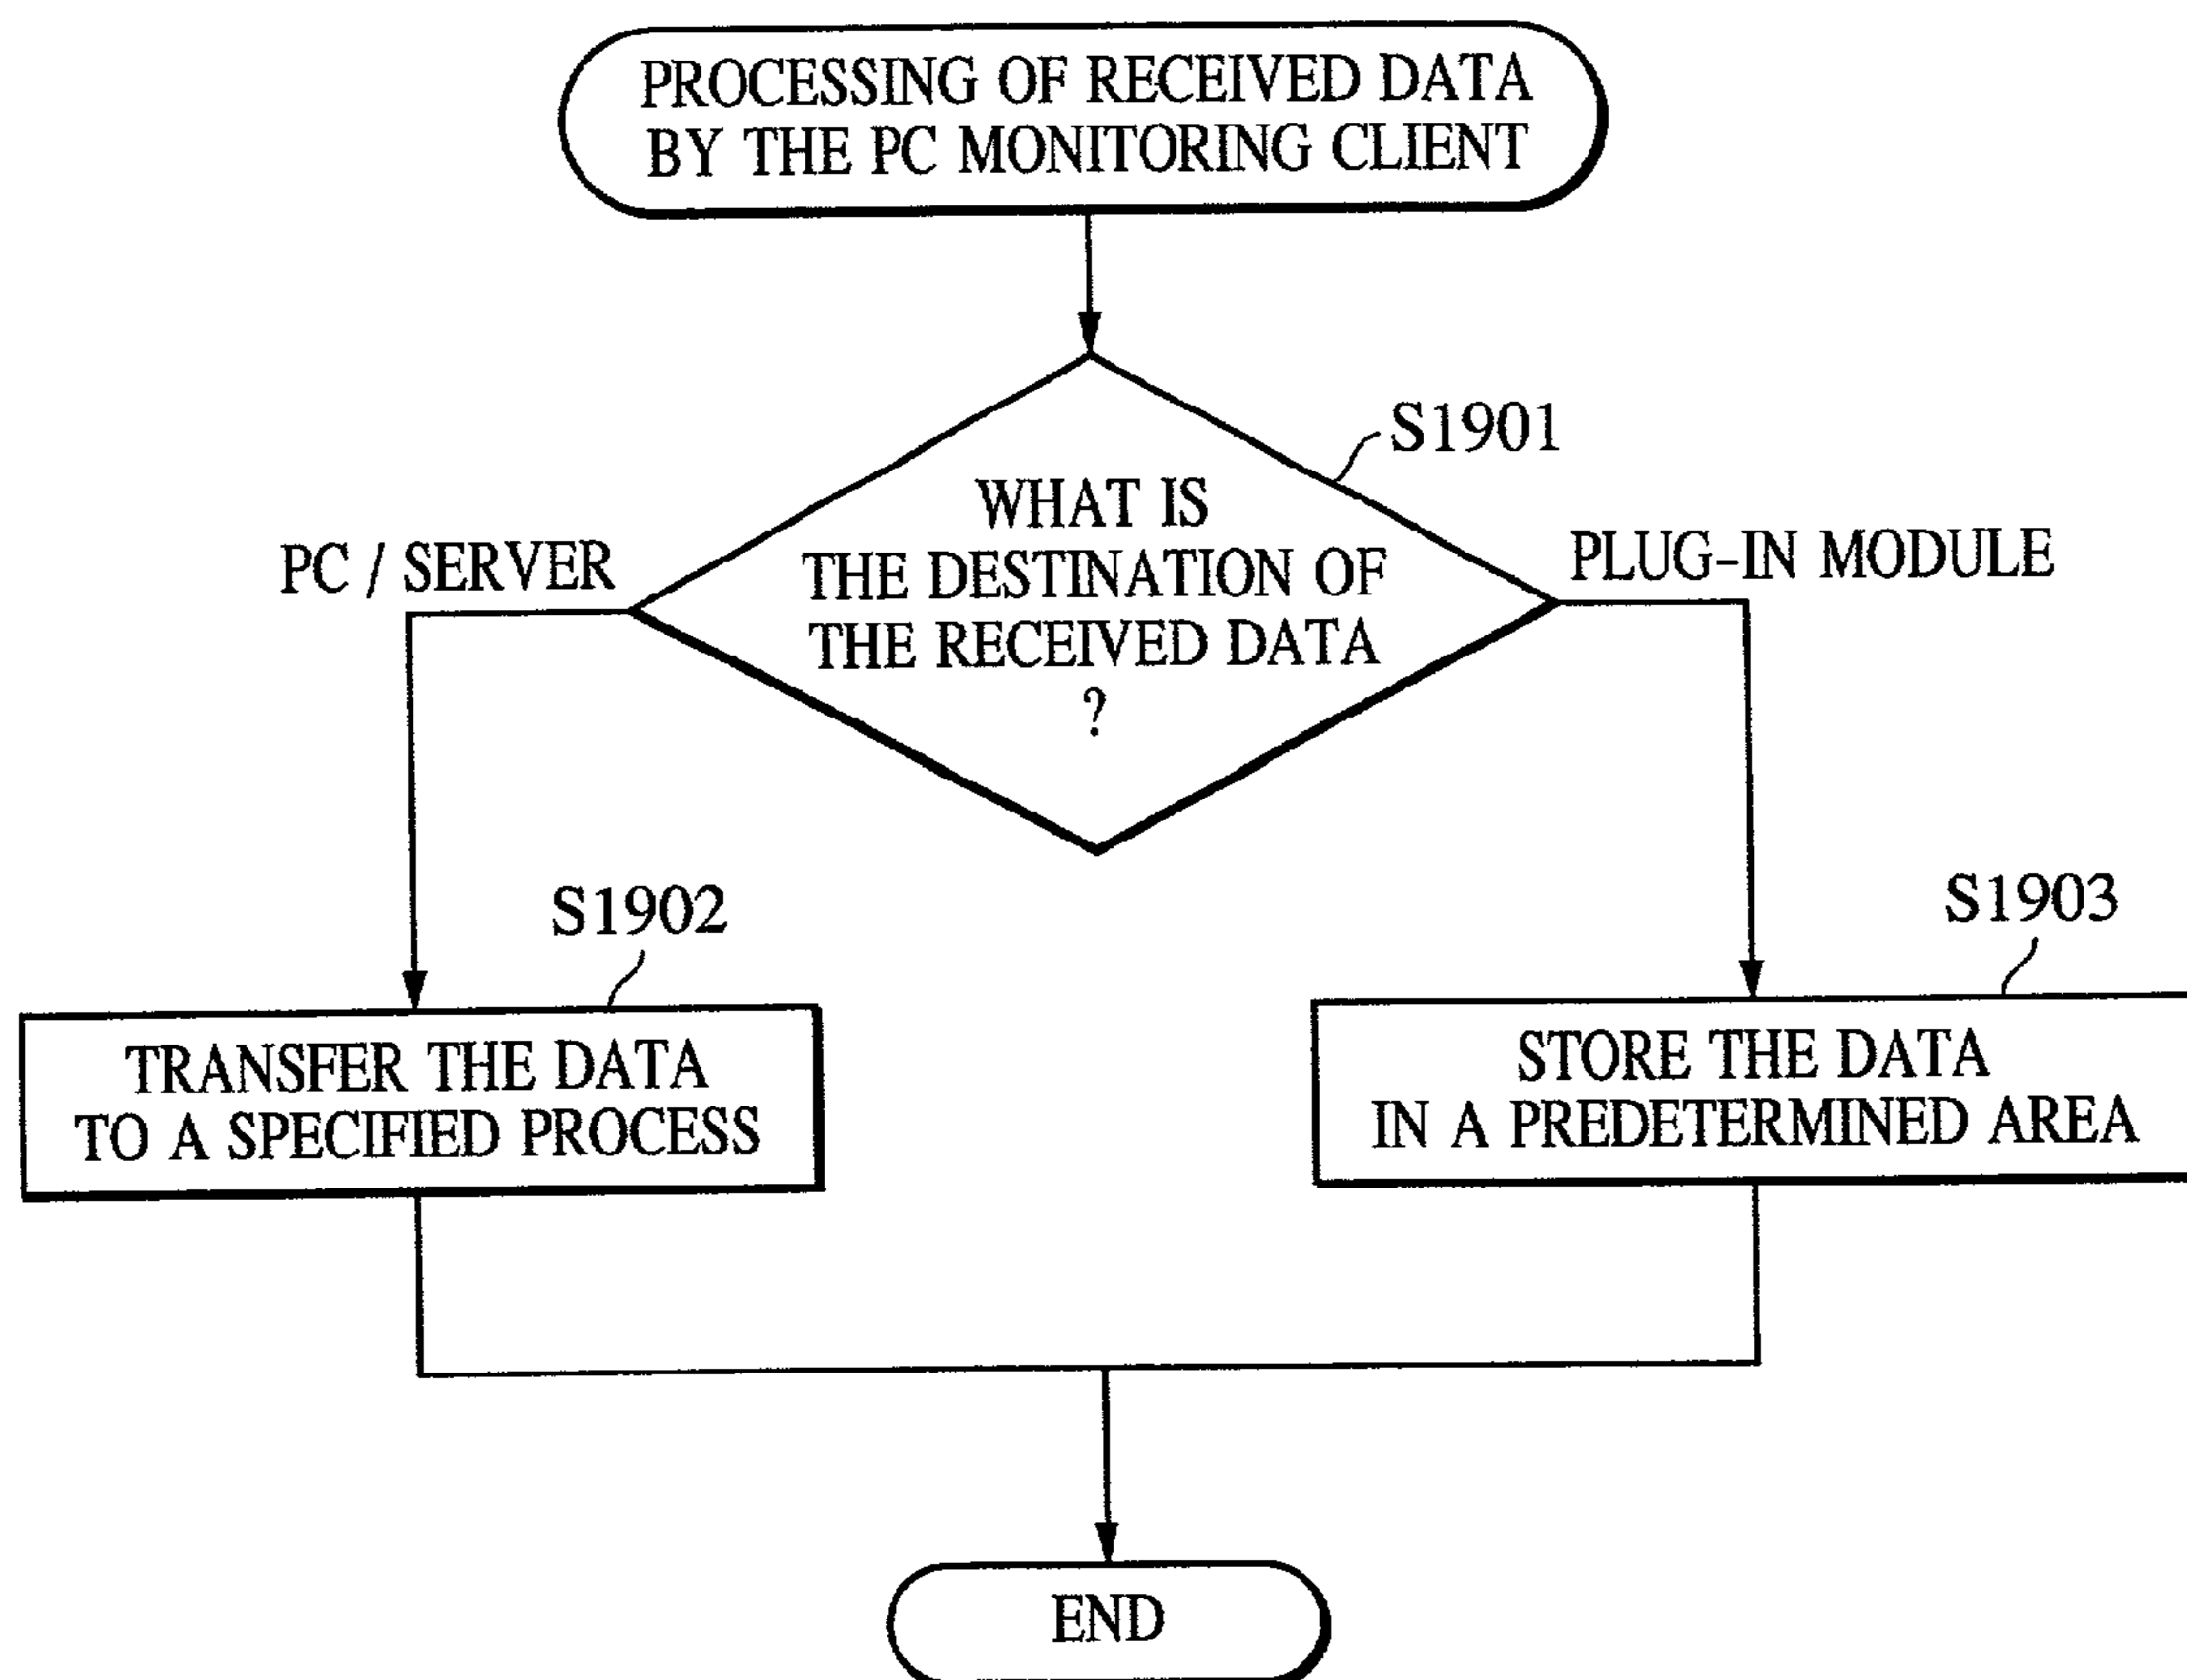 PROCESSING OF RECEIVED DATA
BY THE PC MONITORING CLIENT
S1901
WHAT IS
THE DESTINATION OF
THE RECEIVED DATA
?
PC / SERVER
PLUG-IN MODULE
S1902
TRANSFER THE DATA
TO A SPECIFIED PROCESS
S1903
STORE THE DATA
IN A PREDETERMINED AREA
END